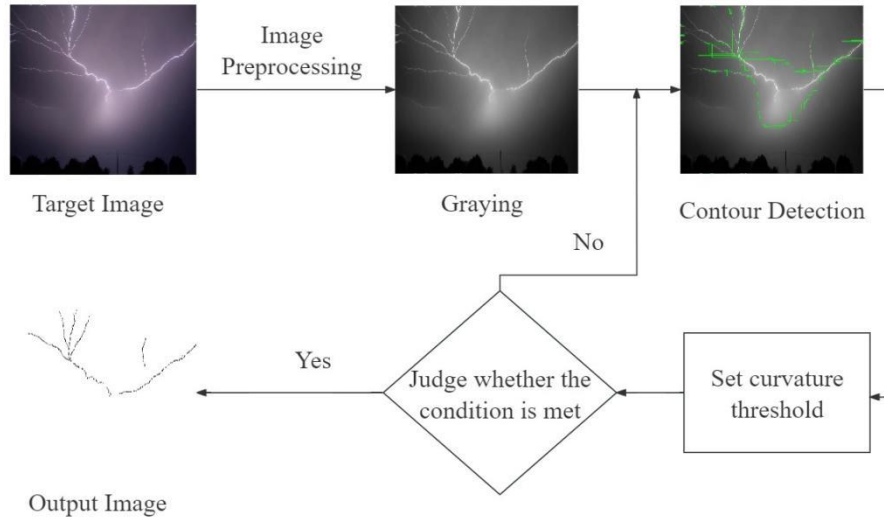 Image
Preprocessing
Target Image
Graying
Contour Detection
No
Yes
Judge whether the
condition is met
Set curvature
threshold
Output Image